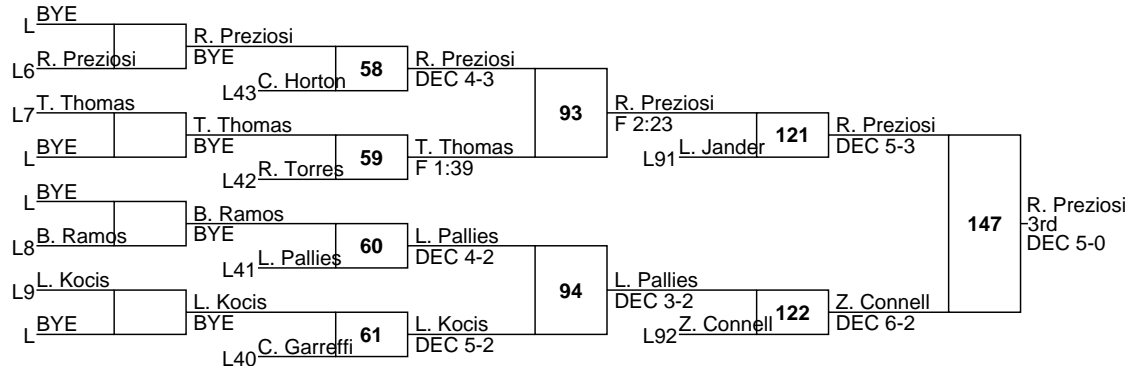 L BYE
R. Preziosi
L6 R. Preziosi
BYE
58
R. Preziosi
L43 C. Horton
DEC 4-3
L7 T. Thomas
93
R. Preziosi
T. Thomas
F 2:23
L BYE
BYE
59
T. Thomas
L91 L. Jander
121
R. Preziosi
DEC 5-3
L42 R. Torres
F 1:39
L BYE
B. Ramos
147
R. Preziosi
3rd
DEC 5-0
L8 B. Ramos
BYE
60
L. Pallies
L41 L. Pallies
DEC 4-2
L9 L. Kocis
94
L. Pallies
L. Kocis
DEC 3-2
122
Z. Connell
L BYE
BYE
61
L. Kocis
L92 Z. Connell
DEC 6-2
L40 C. Garreffi
DEC 5-2